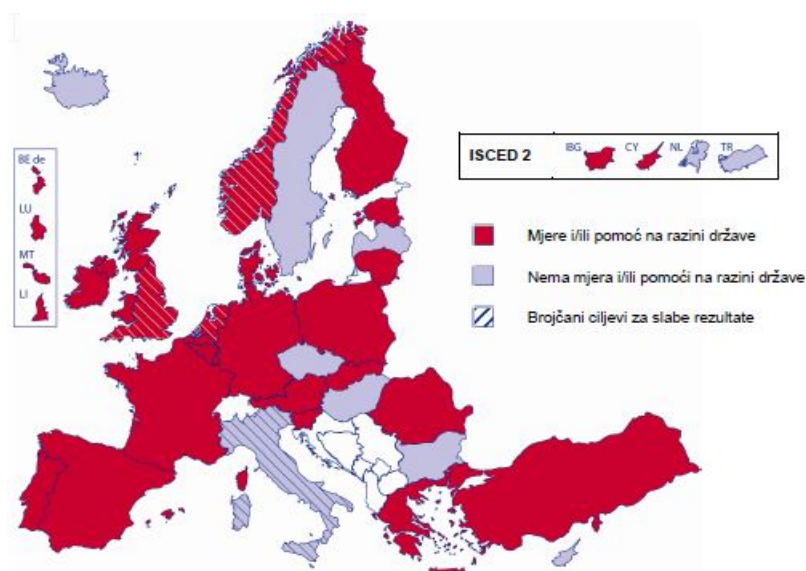 BE de
LU
MT
LI
ISCED 2
IBG
CY
NL
TR
Mjere i/ili pomoć na razini države
Nema mjera i/ili pomoći na razini države
Brojčani ciljevi za slabe rezultate